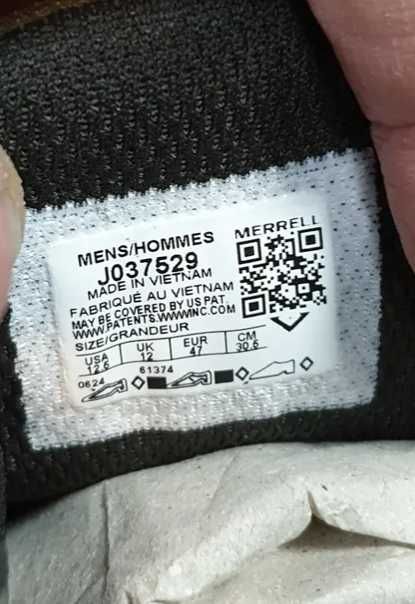 MERRELL
MENS/HOMMES
J037529
MADE IN VIETNAM
FABRIQUÉ AU VIETNAM
MAY BE COVERED BY US PAT.
WWW.PATENTS.WWWINC.COM
SIZE/GRANDEUR
USA UK EUR CM
12.5 12 47 30.5
0624 61374